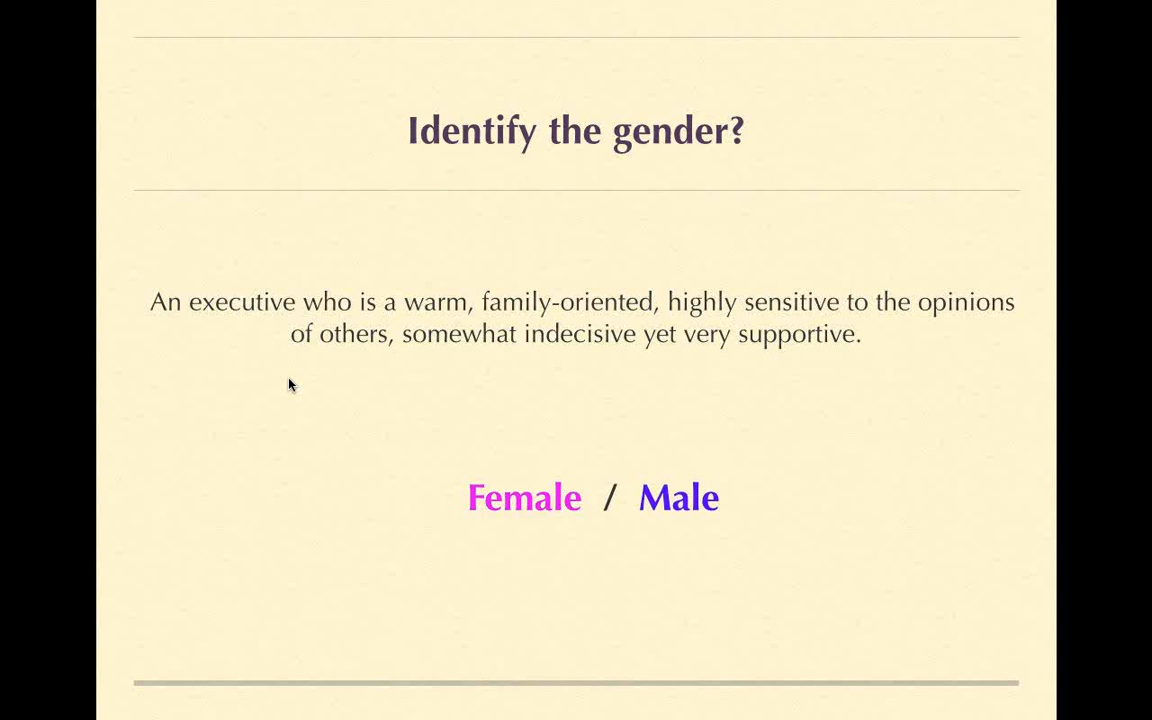 Identify the gender?
An executive who is a warm, family-oriented, highly sensitive to the opinions
of others, somewhat indecisive yet very supportive.
Female / Male